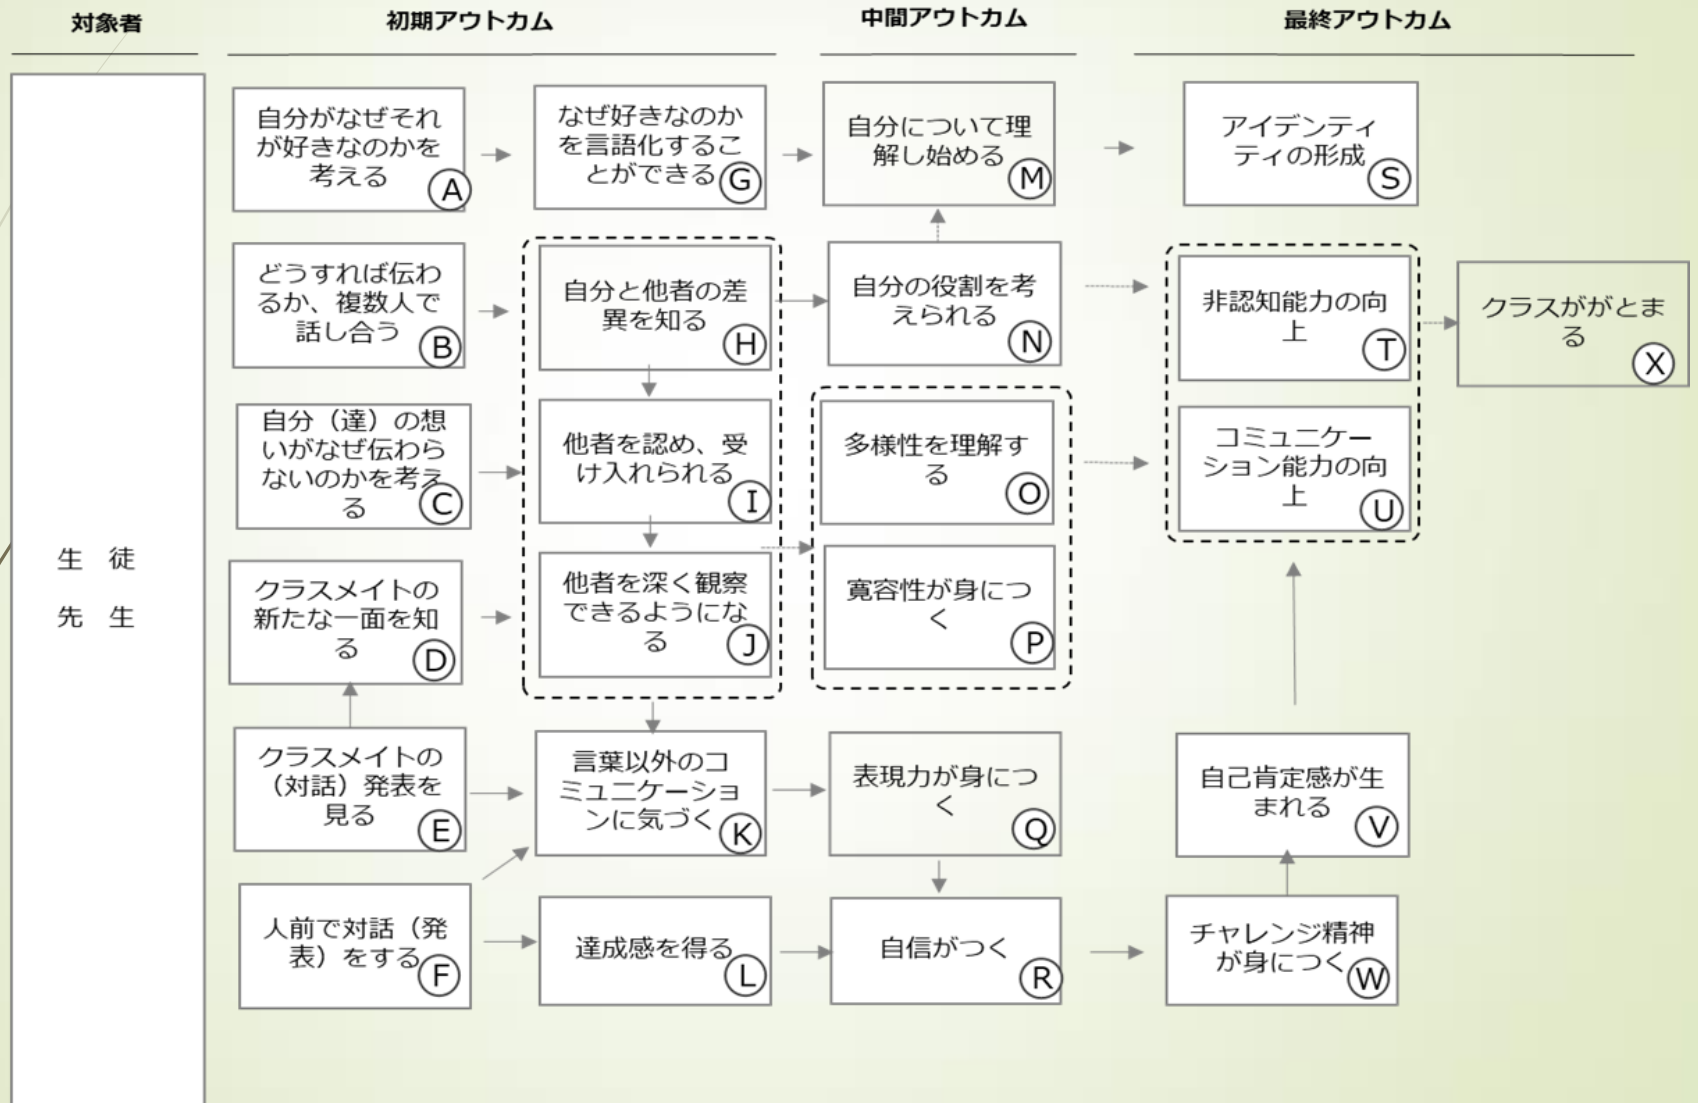 対象者
初期アウトカム
中間アウトカム
最終アウトカム
生 徒
先 生
自分がなぜそれ
が好きなのかを
考える
A
なぜ好きなのか
を言語化するこ
とができる
G
自分について理
解し始める
M
アイデンティ
ティの形成
S
どうすれば伝わ
るか、複数人で
話し合う
B
自分と他者の差
異を知る
H
自分の役割を考
えられる
N
非認知能力の向
上
T
クラスががとま
る
X
自分（達）の想
いがなぜ伝わら
ないのかを考え
る
C
他者を認め、受
け入れられる
I
多様性を理解す
る
O
コミュニケー
ション能力の向
上
U
クラスメイトの
新たな一面を知
る
D
他者を深く観察
できるようにな
る
J
寛容性が身につ
く
P
クラスメイトの
（対話）発表を
見る
E
言葉以外のコ
ミュニケーショ
ンに気づく
K
表現力が身につ
く
Q
自己肯定感が生
まれる
V
人前で対話（発
表）をする
F
達成感を得る
L
自信がつく
R
チャレンジ精神
が身につく
W